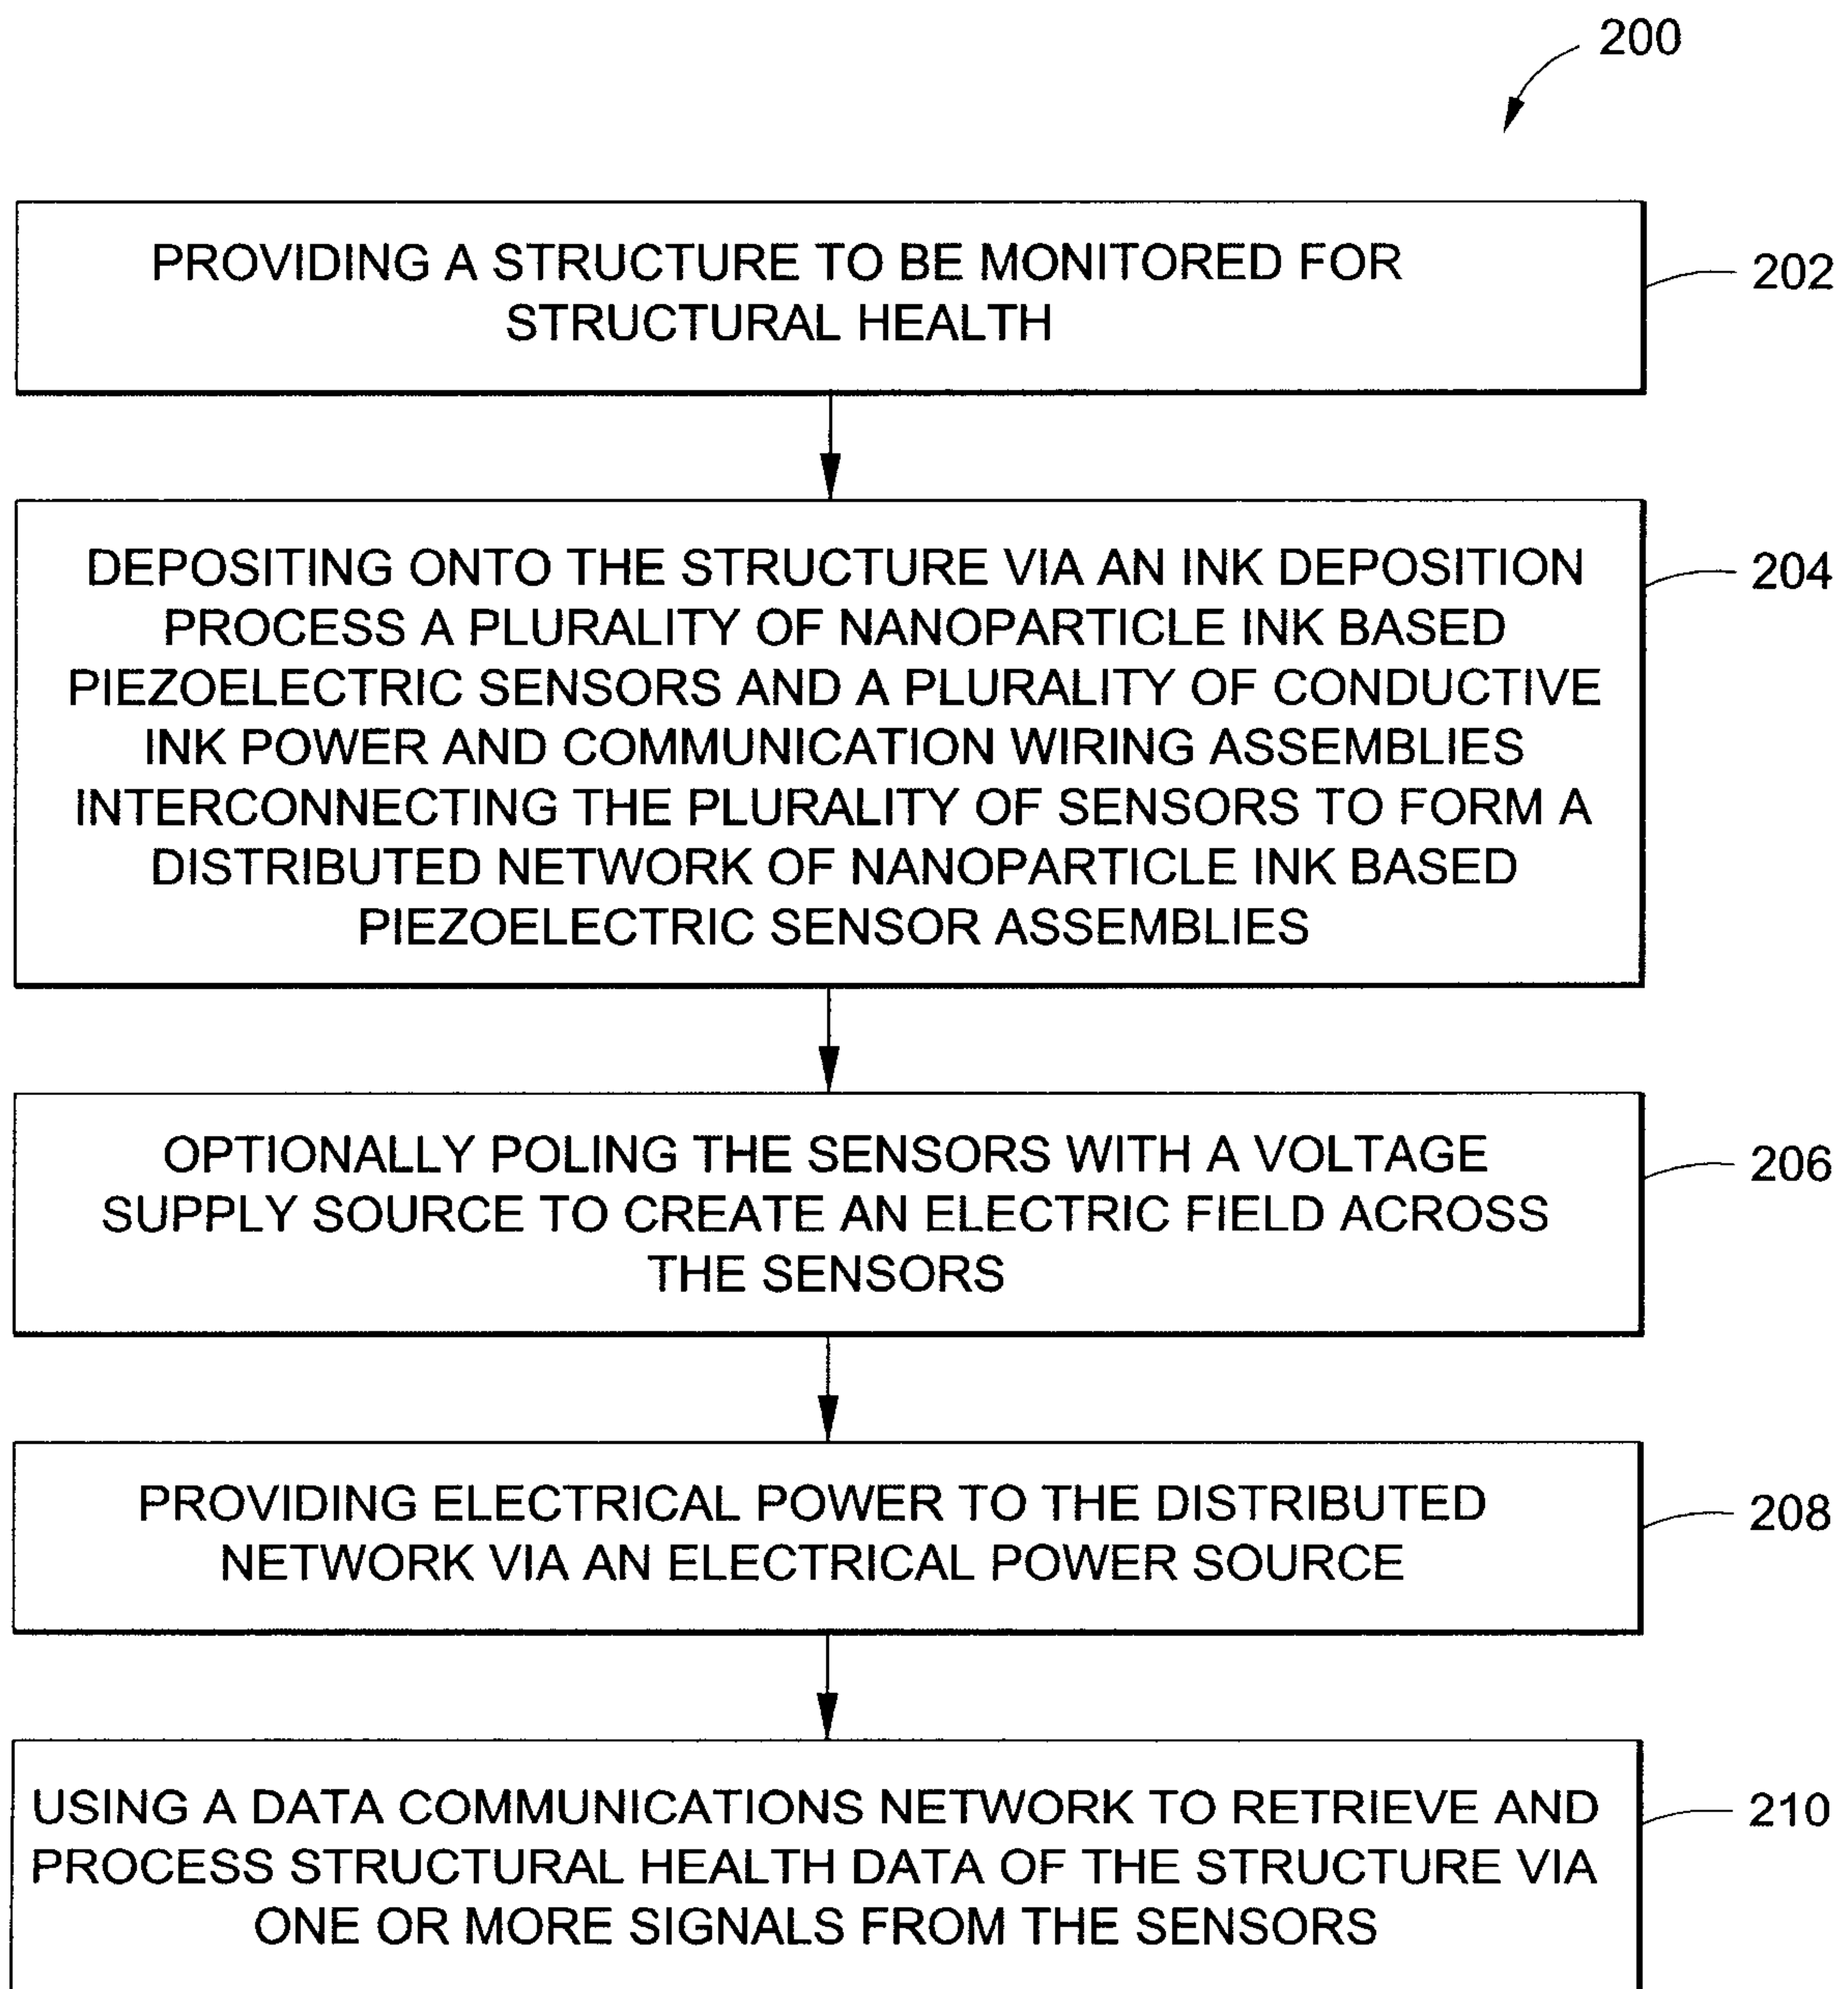 200
PROVIDING A STRUCTURE TO BE MONITORED FOR
STRUCTURAL HEALTH
202
DEPOSITING ONTO THE STRUCTURE VIA AN INK DEPOSITION
PROCESS A PLURALITY OF NANOPARTICLE INK BASED
PIEZOELECTRIC SENSORS AND A PLURALITY OF CONDUCTIVE
INK POWER AND COMMUNICATION WIRING ASSEMBLIES
INTERCONNECTING THE PLURALITY OF SENSORS TO FORM A
DISTRIBUTED NETWORK OF NANOPARTICLE INK BASED
PIEZOELECTRIC SENSOR ASSEMBLIES
204
OPTIONALLY POLING THE SENSORS WITH A VOLTAGE
SUPPLY SOURCE TO CREATE AN ELECTRIC FIELD ACROSS
THE SENSORS
206
PROVIDING ELECTRICAL POWER TO THE DISTRIBUTED
NETWORK VIA AN ELECTRICAL POWER SOURCE
208
USING A DATA COMMUNICATIONS NETWORK TO RETRIEVE AND
PROCESS STRUCTURAL HEALTH DATA OF THE STRUCTURE VIA
ONE OR MORE SIGNALS FROM THE SENSORS
210